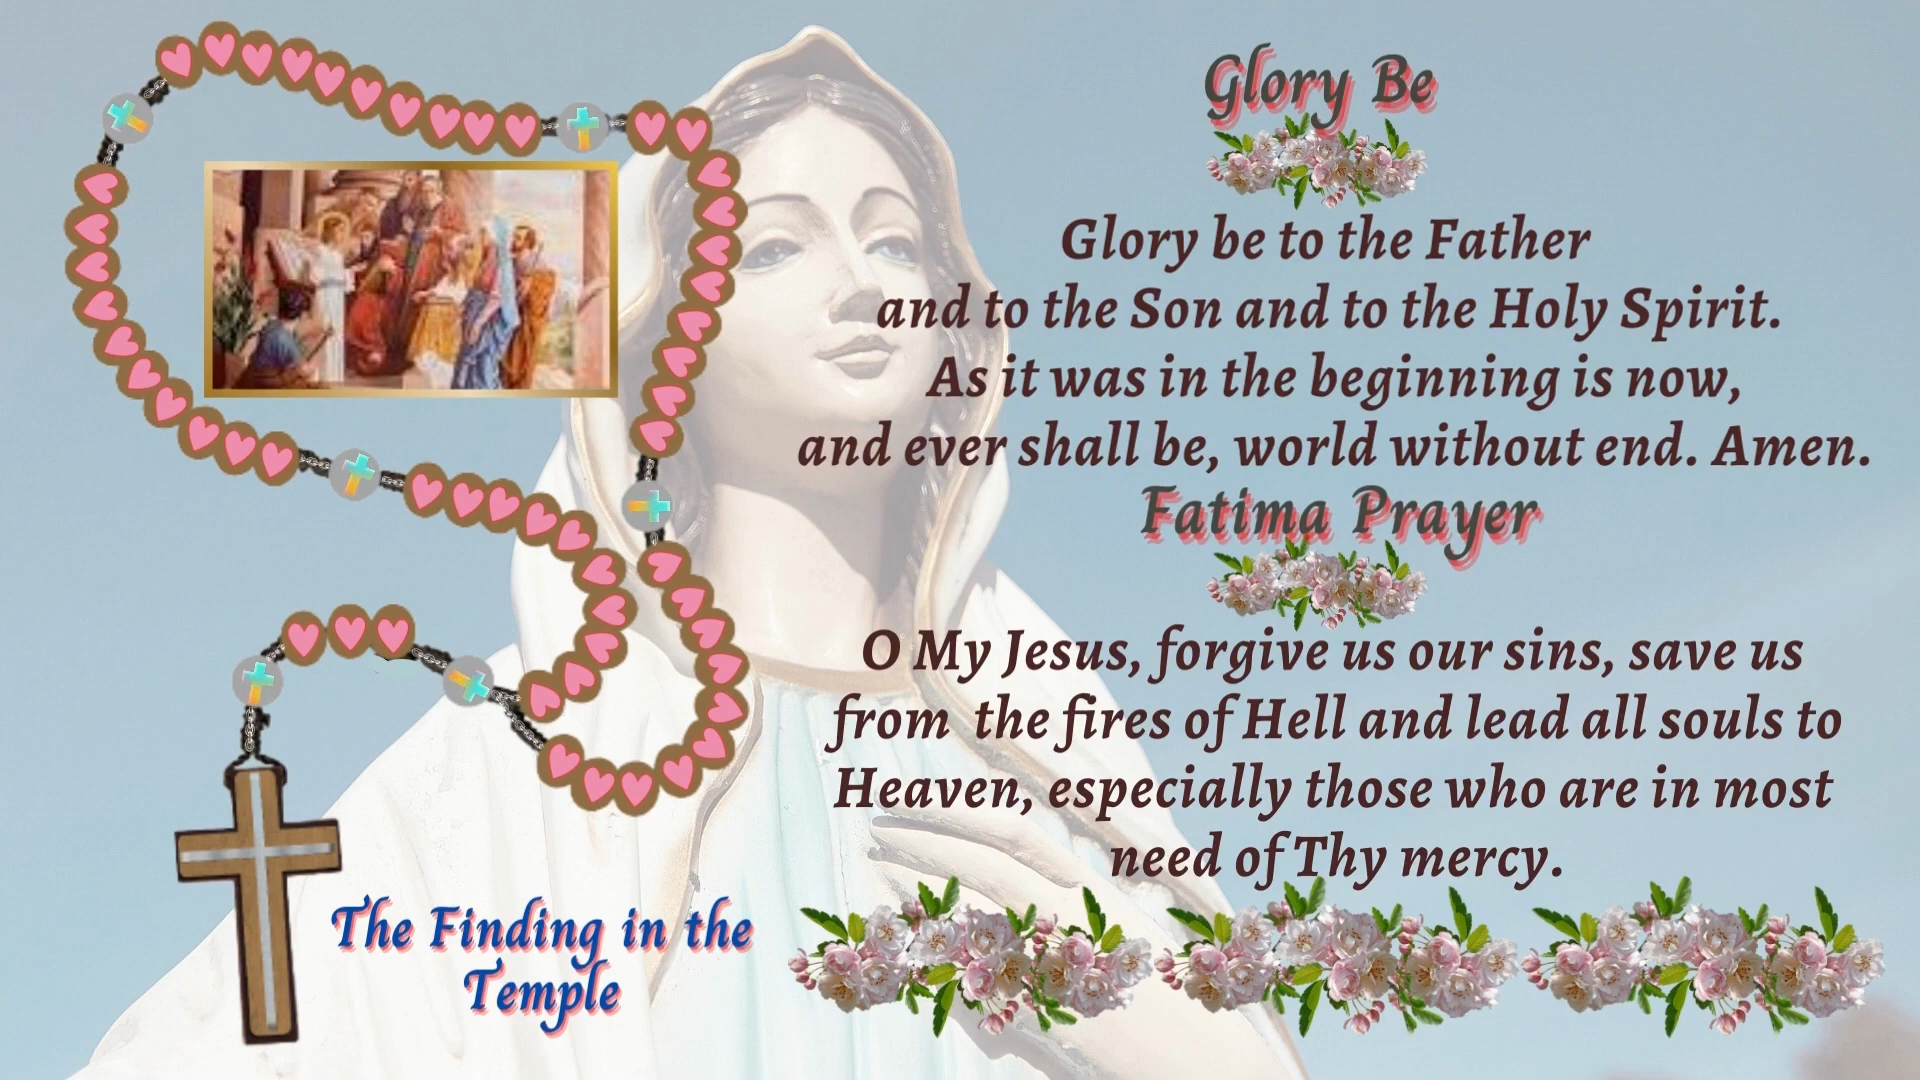 Glory Be
Glory be to the Father
and to the Son and to the Holy Spirit.
As it was in the beginning is now,
and ever shall be, world without end. Amen.
Fatima Prayer
O My Jesus, forgive us our sins, save us
from the fires of Hell and lead all souls to
Heaven, especially those who are in most
need of Thy mercy.
The Finding in the
Temple